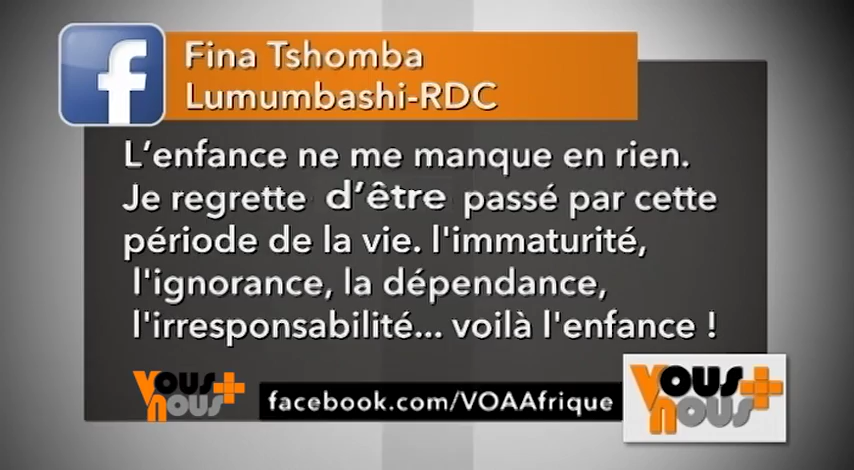 f
Fina Tshomba
Lumumbashi-RDC
L'enfance ne me manque en rien.
Je regrette d'être passé par cette
période de la vie. l'immaturité,
l'ignorance, la dépendance,
l'irresponsabilité... voilà l'enfance !
Vous + nous
facebook.com/VOAAfrique
Vous + nous